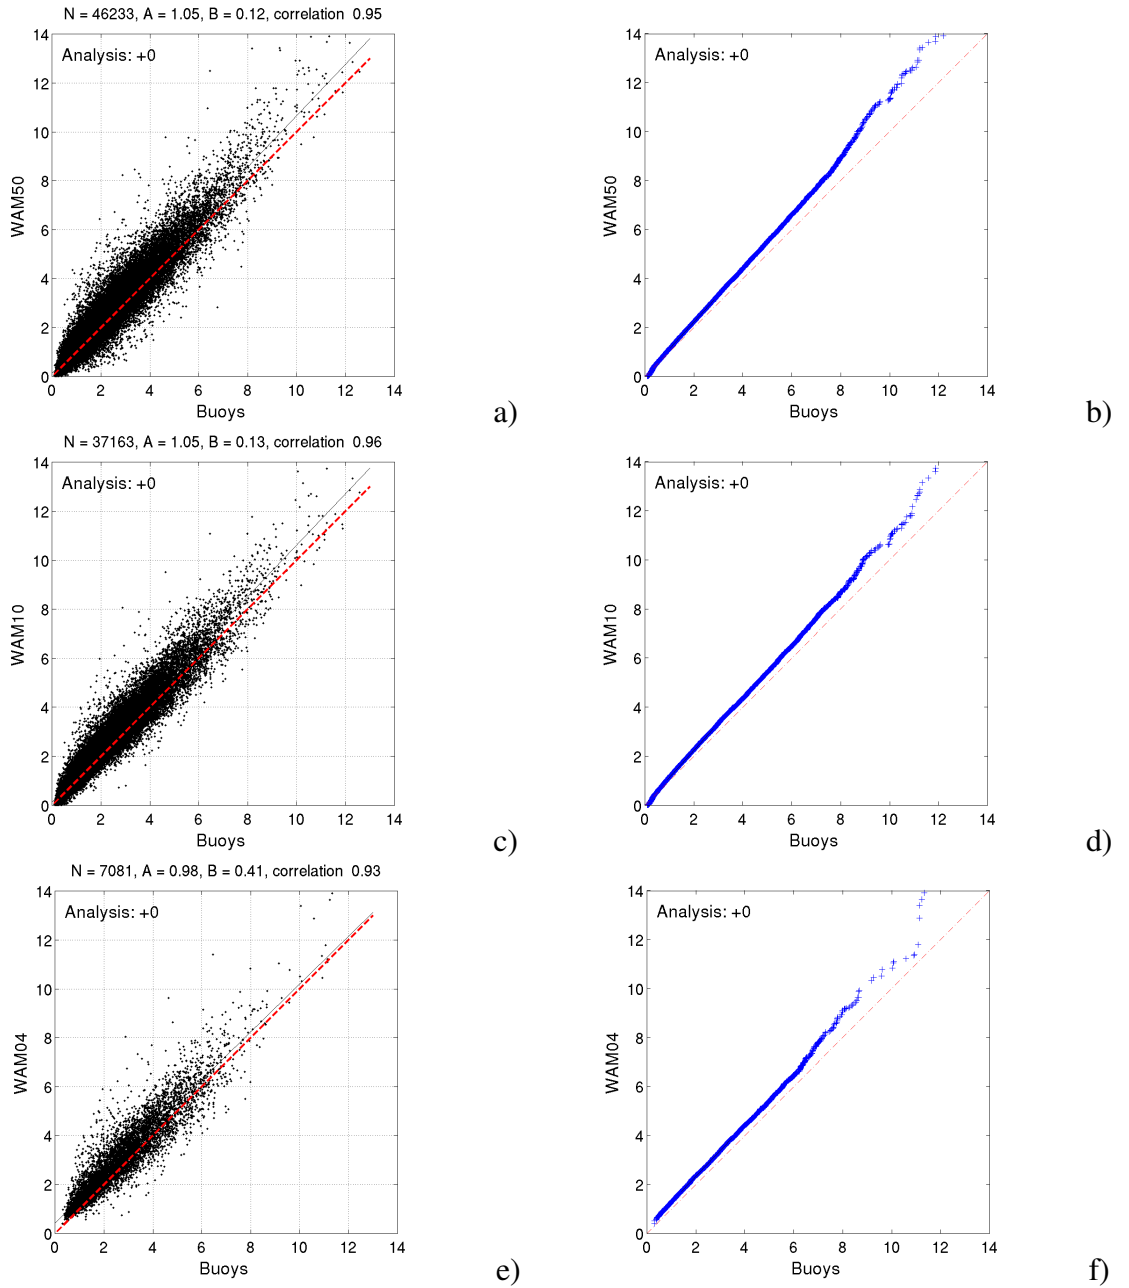 N = 46233, A = 1.05, B = 0.12, correlation  0.95
Analysis: +0
WAM50
14
12
10
8
6
4
2
0
0 2 4 6 8 10 12 14
Buoys
a)
Analysis: +0
WAM50
14
12
10
8
6
4
2
0
0 2 4 6 8 10 12 14
Buoys
b)
N = 37163, A = 1.05, B = 0.13, correlation  0.96
Analysis: +0
WAM10
14
12
10
8
6
4
2
0
0 2 4 6 8 10 12 14
Buoys
c)
Analysis: +0
WAM10
14
12
10
8
6
4
2
0
0 2 4 6 8 10 12 14
Buoys
d)
N = 7081, A = 0.98, B = 0.41, correlation  0.93
Analysis: +0
WAM04
14
12
10
8
6
4
2
0
0 2 4 6 8 10 12 14
Buoys
e)
Analysis: +0
WAM04
14
12
10
8
6
4
2
0
0 2 4 6 8 10 12 14
Buoys
f)